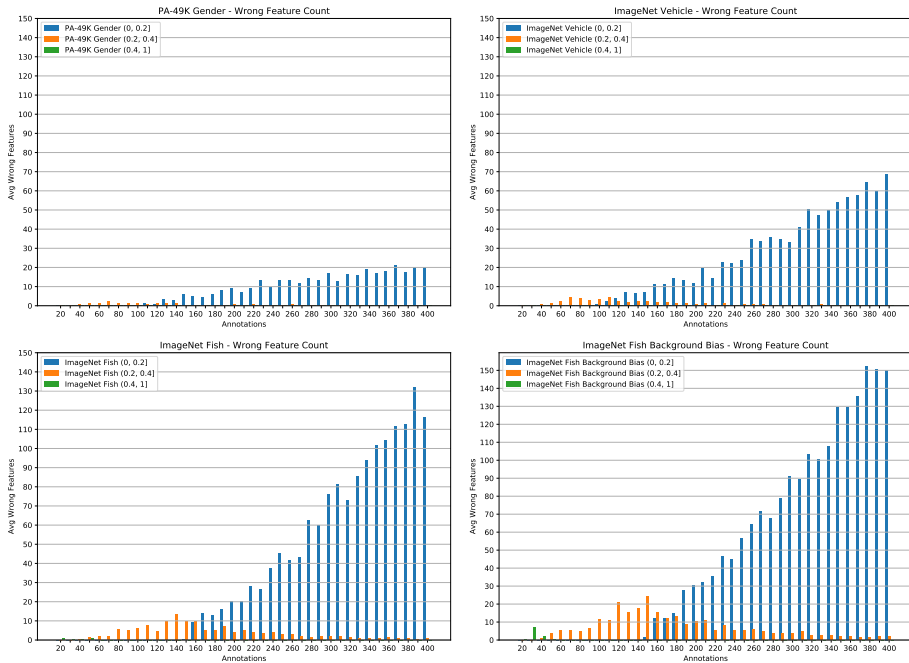 PA-49K Gender - Wrong Feature Count
150
140
130
120
110
100
90
80
70
60
50
40
30
20
10
0
Avg Wrong Features
PA-49K Gender (0, 0.2]
PA-49K Gender (0.2, 0.4]
PA-49K Gender (0.4, 1]
20 40 60 80 100 120 140 160 180 200 220 240 260 280 300 320 340 360 380 400
Annotations
ImageNet Vehicle - Wrong Feature Count
150
140
130
120
110
100
90
80
70
60
50
40
30
20
10
0
Avg Wrong Features
ImageNet Vehicle (0, 0.2]
ImageNet Vehicle (0.2, 0.4]
ImageNet Vehicle (0.4, 1]
20 40 60 80 100 120 140 160 180 200 220 240 260 280 300 320 340 360 380 400
Annotations
ImageNet Fish - Wrong Feature Count
150
140
130
120
110
100
90
80
70
60
50
40
30
20
10
0
Avg Wrong Features
ImageNet Fish (0, 0.2]
ImageNet Fish (0.2, 0.4]
ImageNet Fish (0.4, 1]
20 40 60 80 100 120 140 160 180 200 220 240 260 280 300 320 340 360 380 400
Annotations
ImageNet Fish Background Bias - Wrong Feature Count
150
140
130
120
110
100
90
80
70
60
50
40
30
20
10
0
Avg Wrong Features
ImageNet Fish Background Bias (0, 0.2]
ImageNet Fish Background Bias (0.2, 0.4]
ImageNet Fish Background Bias (0.4, 1]
20 40 60 80 100 120 140 160 180 200 220 240 260 280 300 320 340 360 380 400
Annotations